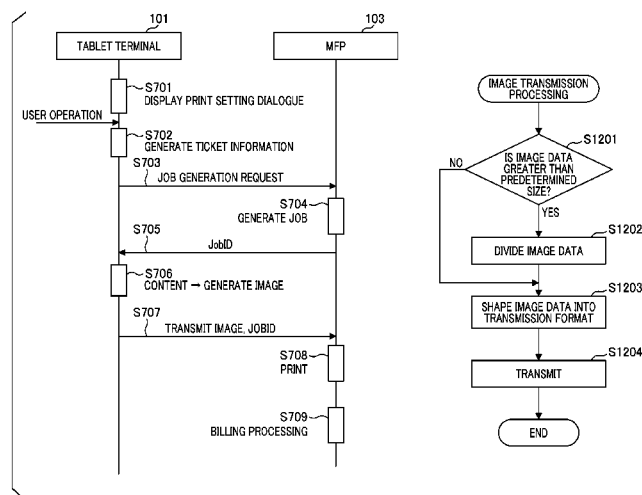 101
TABLET TERMINAL
103
MFP
S701
DISPLAY PRINT SETTING DIALOGUE
USER OPERATION
S702
GENERATE TICKET INFORMATION
S703
JOB GENERATION REQUEST
S704
GENERATE JOB
S705
JobID
S706
CONTENT → GENERATE IMAGE
S707
TRANSMIT IMAGE, JOBID
S708
PRINT
S709
BILLING PROCESSING
IMAGE TRANSMISSION
PROCESSING
S1201
IS IMAGE DATA
GREATER THAN
PREDETERMINED
SIZE?
NO
YES
S1202
DIVIDE IMAGE DATA
S1203
SHAPE IMAGE DATA INTO
TRANSMISSION FORMAT
S1204
TRANSMIT
END